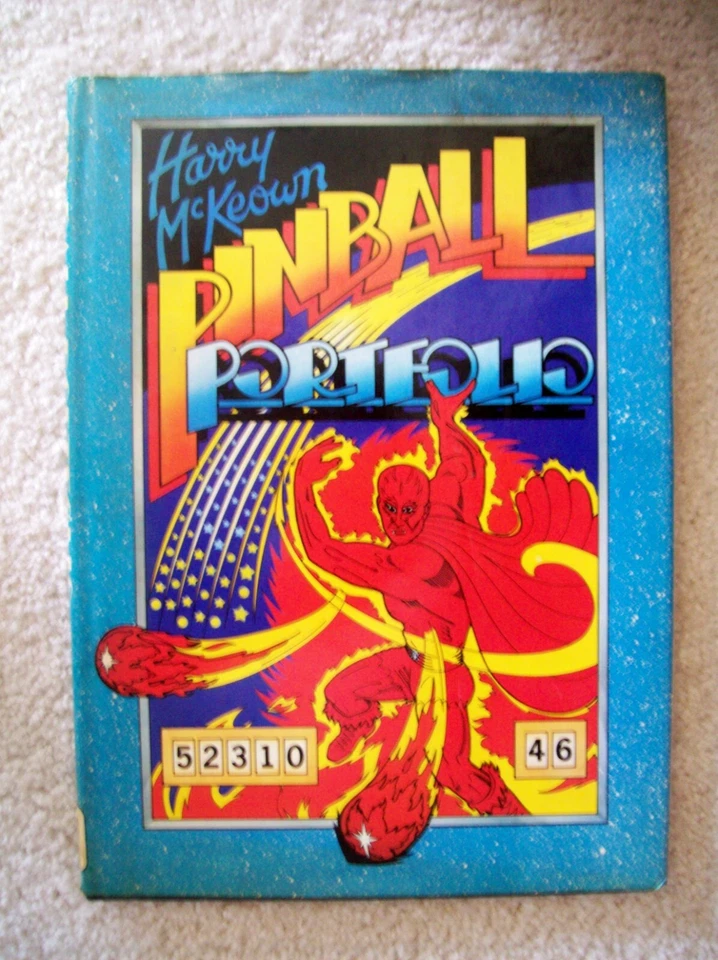 Harry
McKeown
PINBALL
PORTFOLIO
52310
46